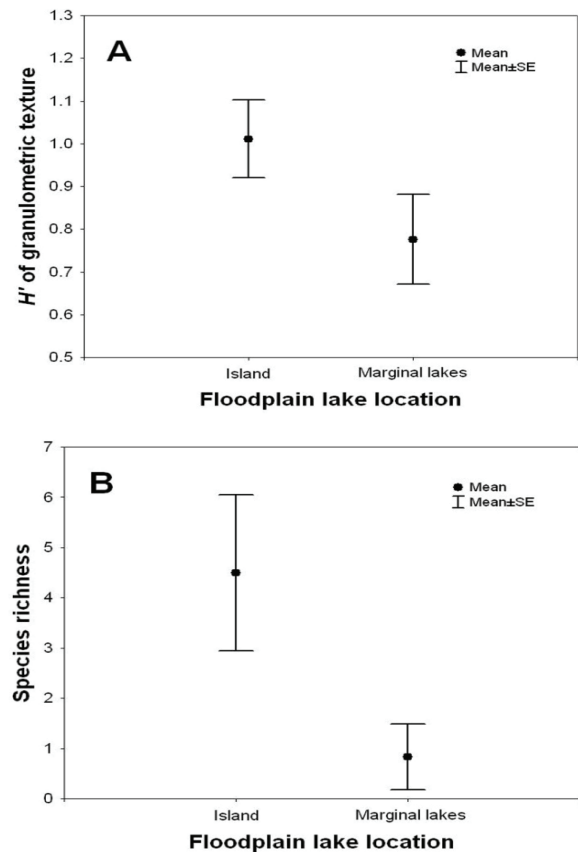 A
Mean
Mean±SE
H' of granulometric texture
1.3
1.2
1.1
1.0
0.9
0.8
0.7
0.6
0.5
Island
Marginal lakes
Floodplain lake location
B
Mean
Mean±SE
Species richness
7
6
5
4
3
2
1
0
Island
Marginal lakes
Floodplain lake location